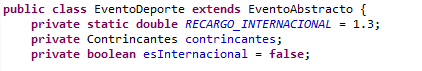 public class EventoDeporte extends EventoAbstracto {
private static double RECARGO_INTERNACIONAL = 1.3;
private Contrincantes contrincantes;
private boolean esInternacional = false;